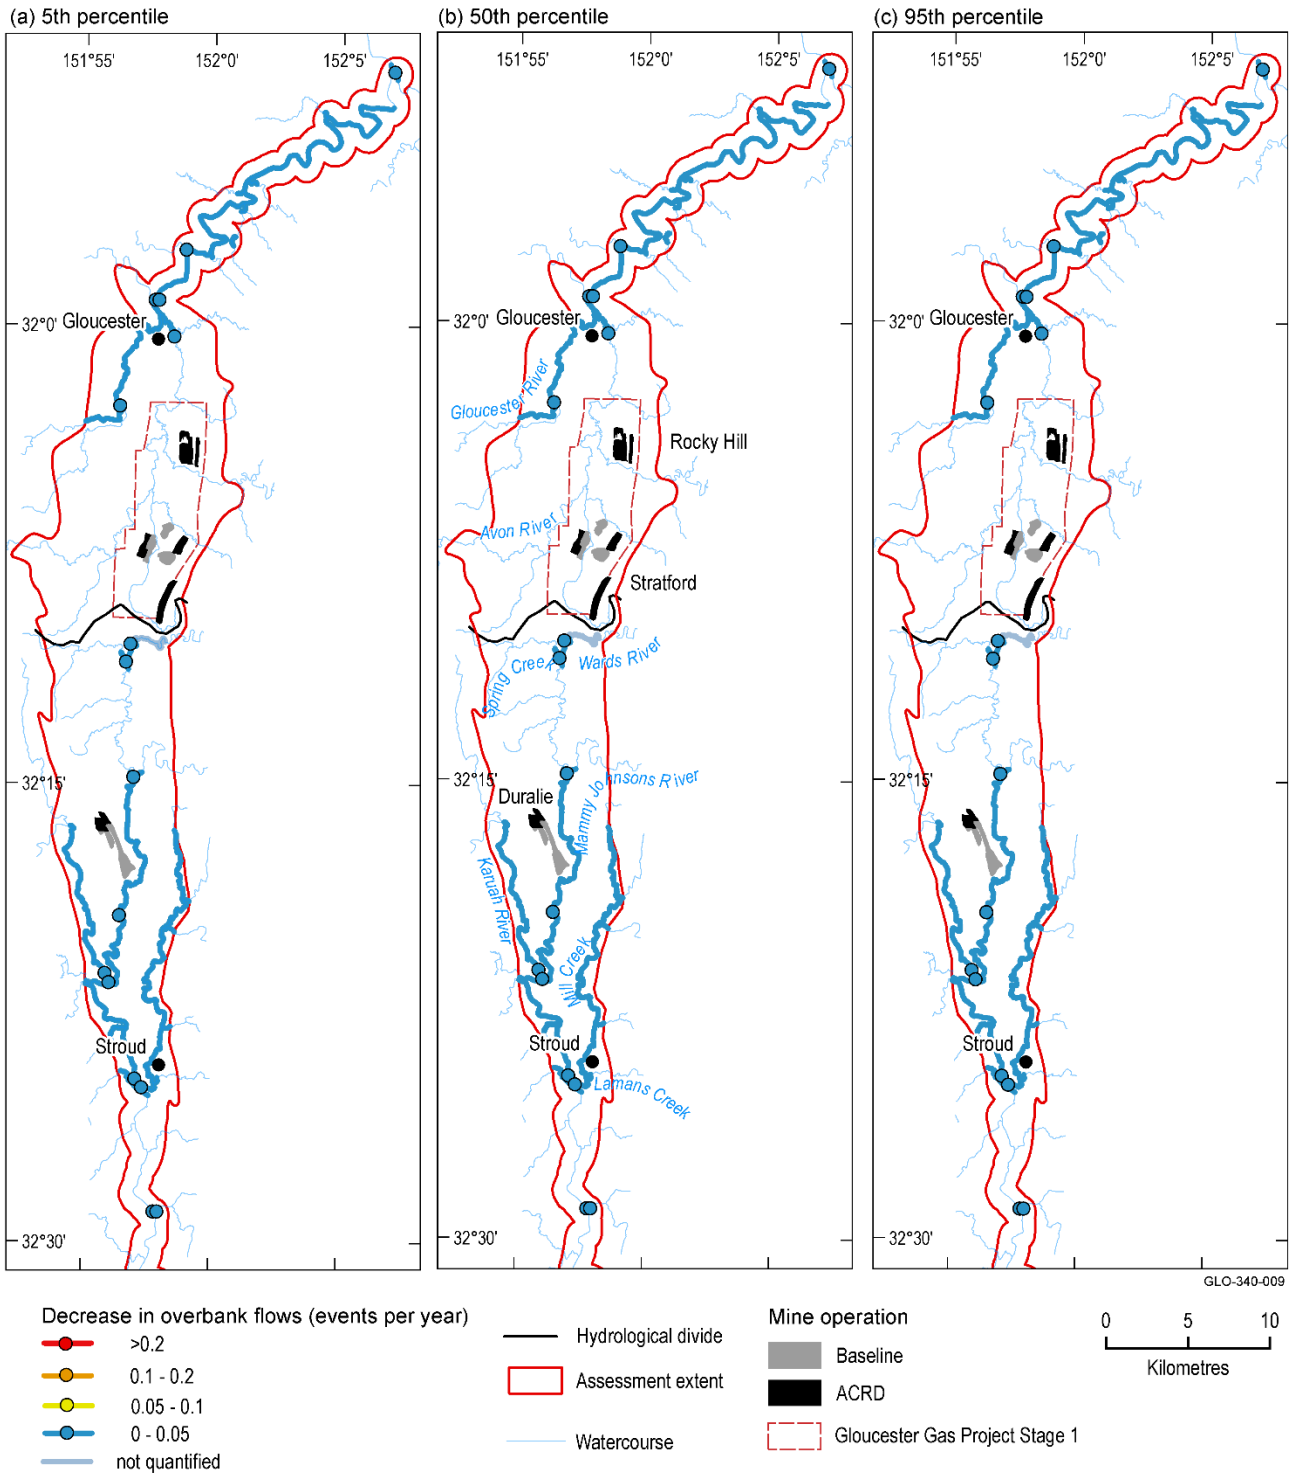 (a) 5th percentile
(b) 50th percentile
(c) 95th percentile
151°55'
152°0'
152°5'
151°55'
152°0'
152°5'
151°55'
152°0'
152°5'
32°0'
Gloucester
32°0'
Gloucester
32°0'
Gloucester
Gloucester River
Rocky Hill
Avon River
Stratford
Spring Creek
Wards River
32°15'
32°15'
32°15'
Mammy Johnsons River
Duralie
Karuah River
Mill Creek
Stroud
Stroud
Stroud
Lamans Creek
32°30'
32°30'
32°30'
GLO-340-009
Decrease in overbank flows (events per year)
>0.2
0.1 - 0.2
0.05 - 0.1
0 - 0.05
not quantified
Hydrological divide
Assessment extent
Watercourse
Mine operation
Baseline
ACRD
Gloucester Gas Project Stage 1
0
5
10
Kilometres